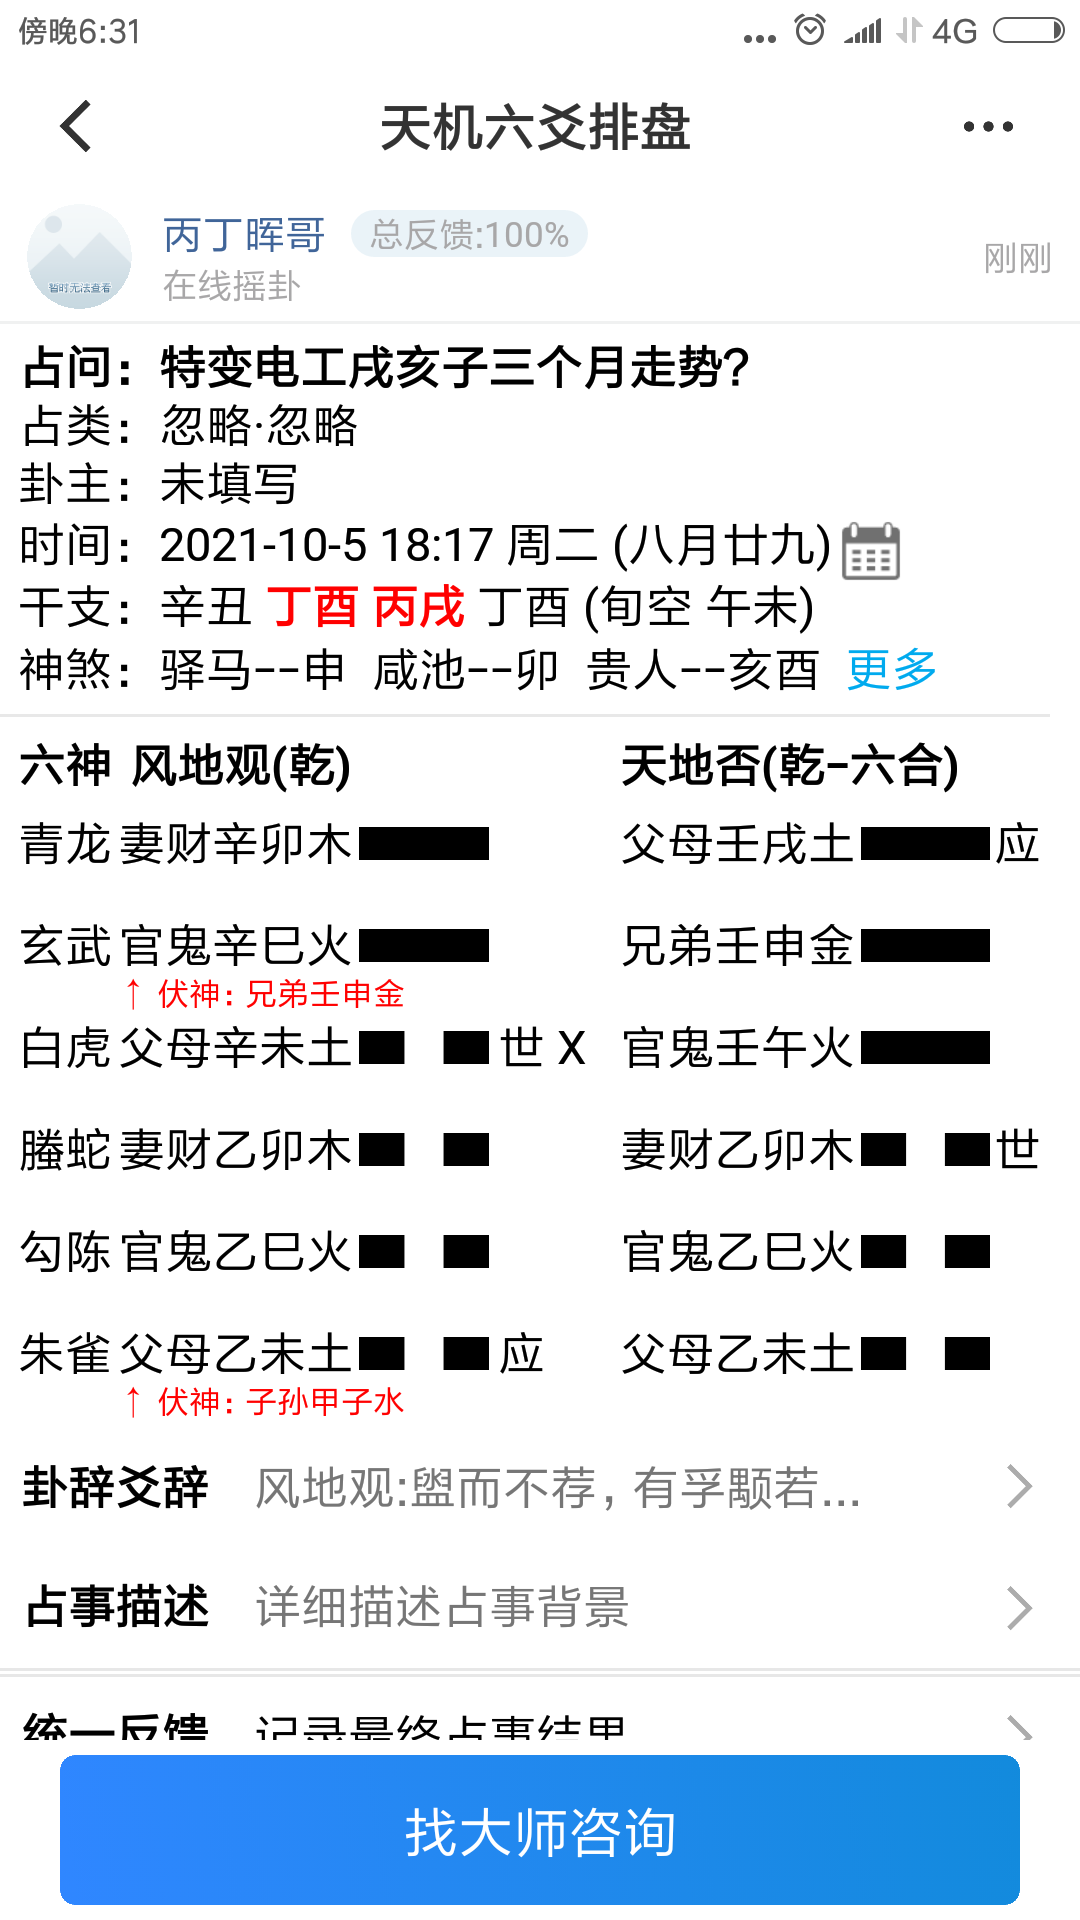 傍晚6:31
4G
天机六爻排盘
丙丁晖哥 总反馈:100%
暂时无法查看
在线摇卦
刚刚
占问：特变电工戌亥子三个月走势?
占类：忽略·忽略
卦主：未填写
时间：2021-10-5 18:17 周二 (八月廿九)
干支：辛丑 丁酉 丙戌 丁酉 (旬空 午未)
神煞：驿马--申 咸池--卯 贵人--亥酉 更多
六神 风地观(乾) 天地否(乾-六合)
青龙 妻财辛卯木 父母壬戌土 应
玄武 官鬼辛巳火 兄弟壬申金
↑ 伏神: 兄弟壬申金
白虎 父母辛未土 世 X 官鬼壬午火
螣蛇 妻财乙卯木 妻财乙卯木 世
勾陈 官鬼乙巳火 官鬼乙巳火
朱雀 父母乙未土 应 父母乙未土
↑ 伏神: 子孙甲子水
卦辞爻辞 风地观:盥而不荐, 有孚颙若...
占事描述 详细描述占事背景
统一反馈 记录最终占事结果
找大师咨询